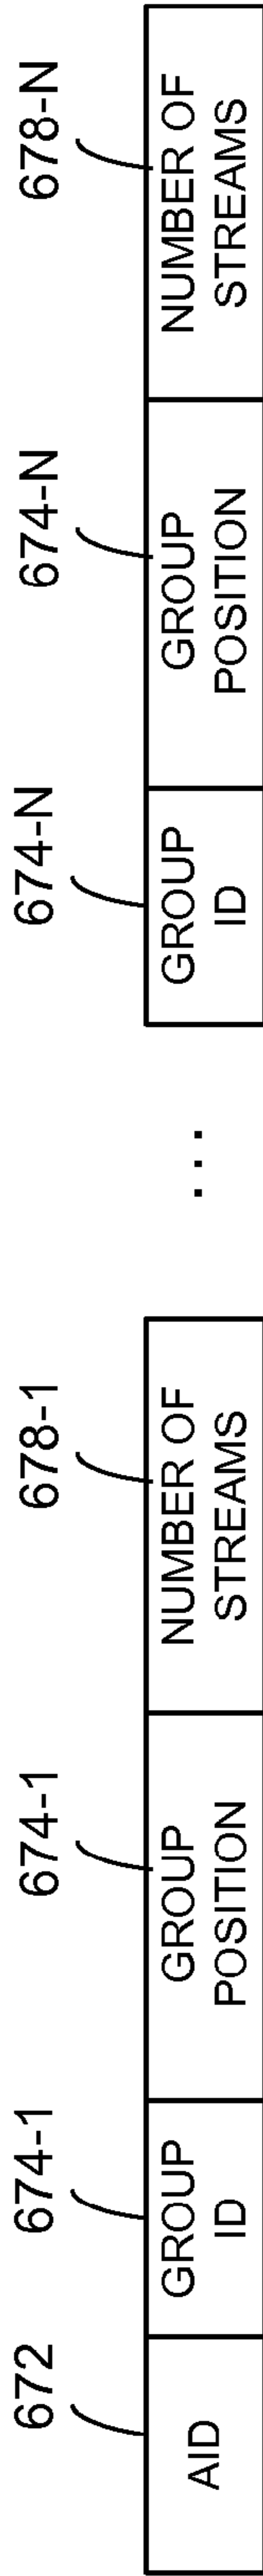 672
674-1
674-1
678-1
674-N
674-N
678-N
AID
GROUP
ID
GROUP
POSITION
NUMBER OF
STREAMS
...
GROUP
ID
GROUP
POSITION
NUMBER OF
STREAMS